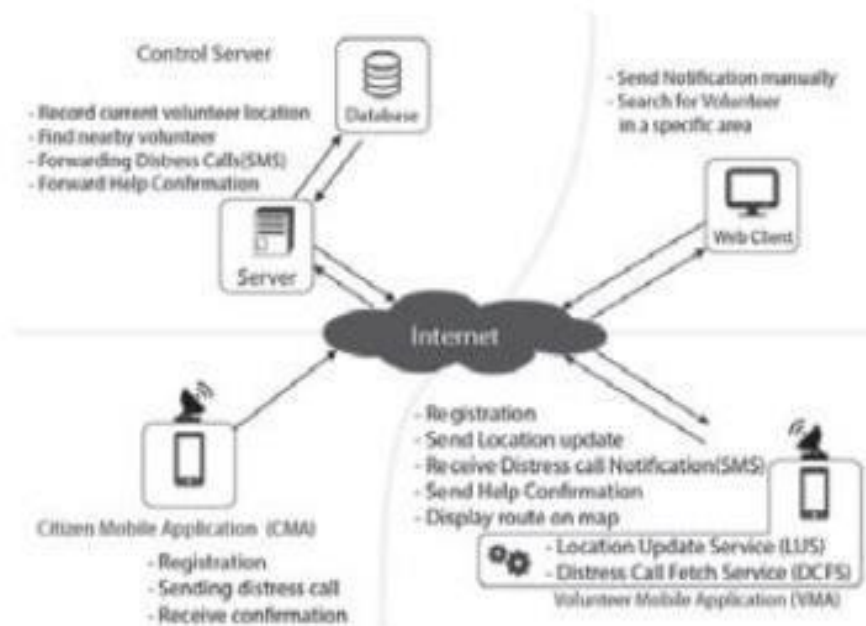 Control Server
Database
- Record current volunteer location
- Find nearby volunteer
- Forwarding Distress Calls(SMS)
- Forward Help Confirmation
Server
- Send Notification manually
- Search for Volunteer
in a specific area
Web Client
Internet
Citizen Mobile Application (CMA)
- Registration
- Sending distress call
- Receive confirmation
- Registration
- Send Location update
- Receive Distress call Notification(SMS)
- Send Help Confirmation
- Display route on map
- Location Update Service (LUS)
- Distress Call Fetch Service (DCFS)
Volunteer Mobile Application (VMA)